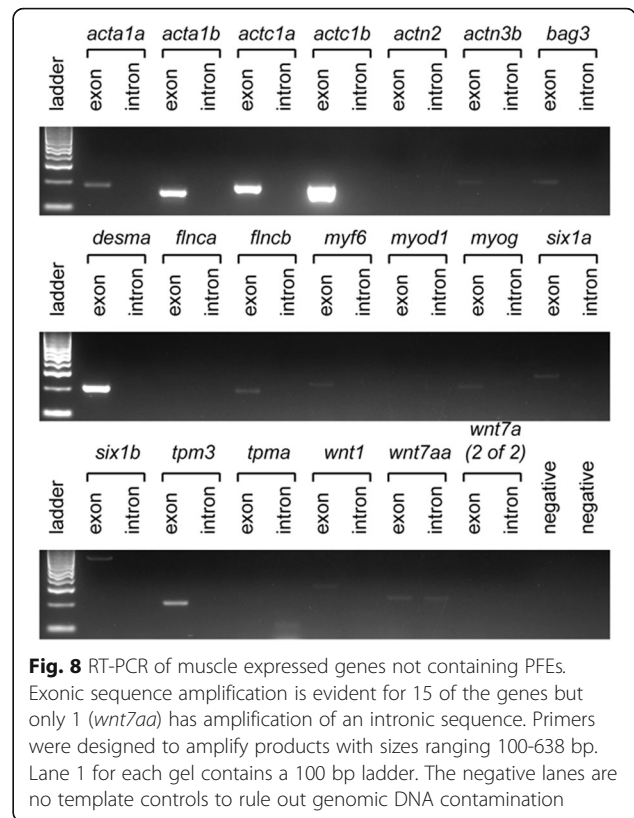 acta1a acta1b actc1a actc1b actn2 actn3b bag3
ladder exon intron exon intron exon intron exon intron exon intron exon intron exon intron
desma flnca flncb myf6 myod1 myog six1a
ladder exon intron exon intron exon intron exon intron exon intron exon intron exon intron
six1b tpm3 tpma wnt1 wnt7aa wnt7a (2 of 2)
ladder exon intron exon intron exon intron exon intron exon intron exon intron negative negative
Fig. 8 RT-PCR of muscle expressed genes not containing PFEs.
Exonic sequence amplification is evident for 15 of the genes but
only 1 (wnt7aa) has amplification of an intronic sequence. Primers
were designed to amplify products with sizes ranging 100-638 bp.
Lane 1 for each gel contains a 100 bp ladder. The negative lanes are
no template controls to rule out genomic DNA contamination